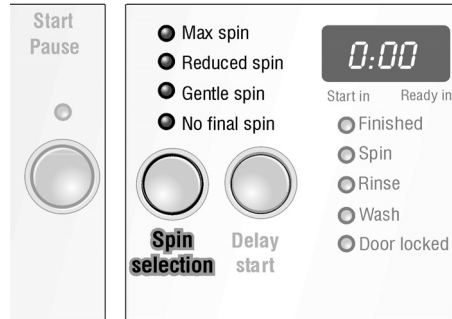 Start
Pause
Max spin
Reduced spin
Gentle spin
No final spin
0:00
Start in Ready in
Finished
Spin
Rinse
Wash
Door locked
Spin
selection
Delay
start